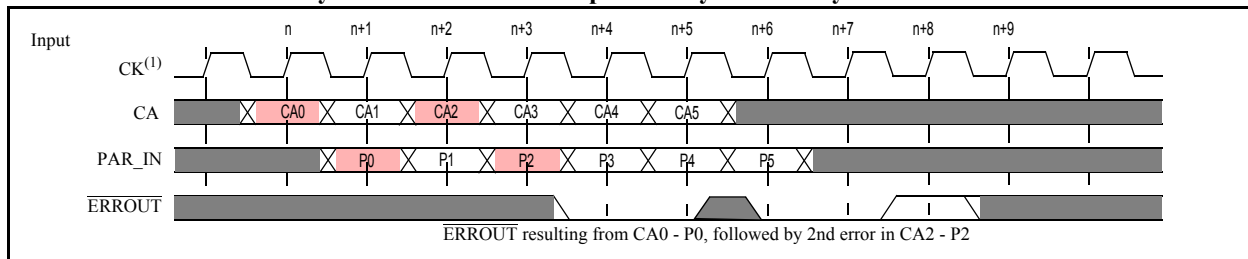 n n+1 n+2 n+3 n+4 n+5 n+6 n+7 n+8 n+9
Input
CK(1)
CA CA0 CA1 CA2 CA3 CA4 CA5
PAR_IN P0 P1 P2 P3 P4 P5
ERROUT
ERROUT resulting from CA0 - P0, followed by 2nd error in CA2 - P2